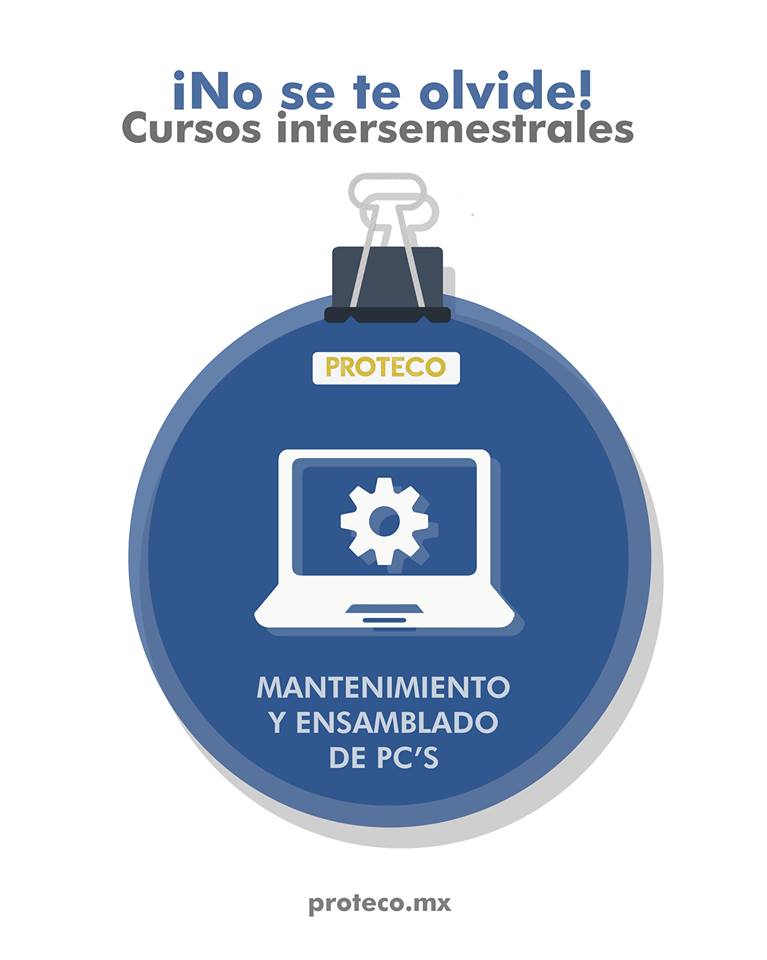 ¡No se te olvide!
Cursos intersemestrales
PROTECO
MANTENIMIENTO
Y ENSAMBLADO
DE PC’S
proteco.mx